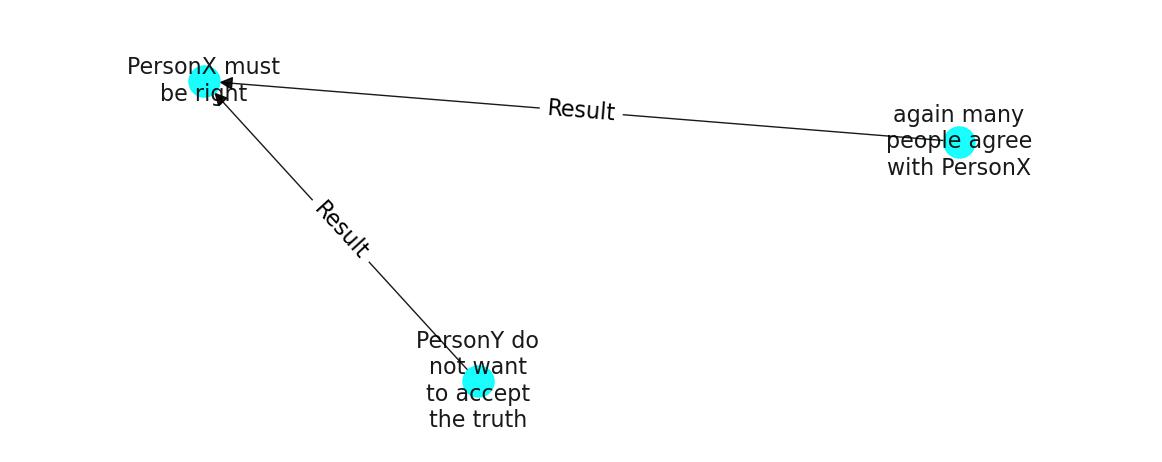 PersonX must
be right
Result
again many
people agree
with PersonX
Result
PersonY do
not want
to accept
the truth